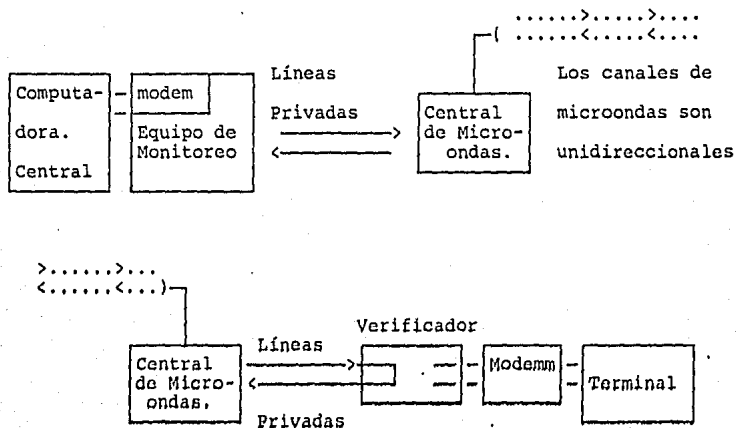 ......>.....>....
......<.....<....
Computa-
dora.
Central
modem
Equipo de
Monitoreo
Líneas
Privadas
Central
de Micro-
ondas.
Los canales de
microondas son
unidireccionales
>......>...
<......<...
Central
de Micro-
ondas.
Líneas
Privadas
Verificador
Modemm
Terminal